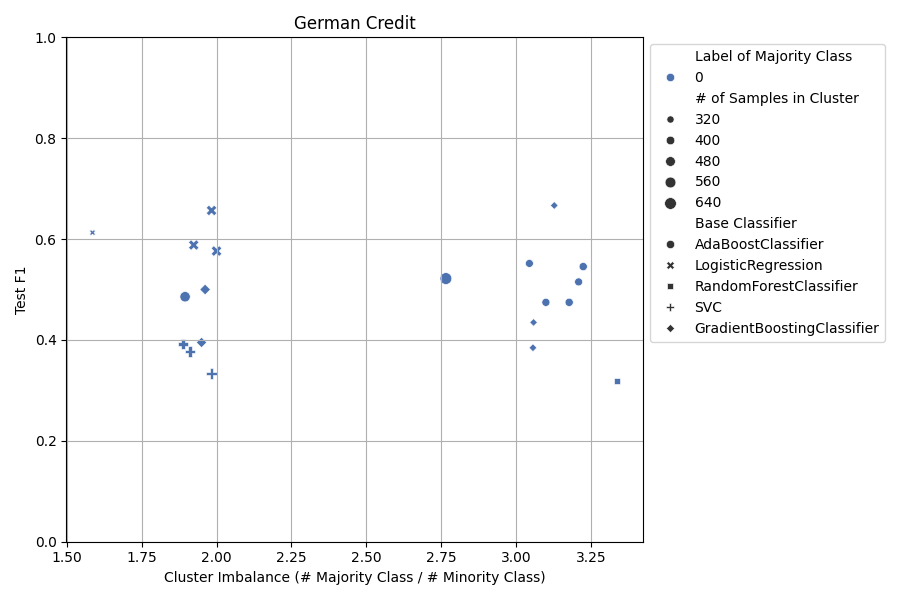 German Credit
1.0
0.8
0.6
0.4
0.2
0.0
Test F1
1.50 1.75 2.00 2.25 2.50 2.75 3.00 3.25
Cluster Imbalance (# Majority Class / # Minority Class)
Label of Majority Class
0
# of Samples in Cluster
320
400
480
560
640
Base Classifier
AdaBoostClassifier
LogisticRegression
RandomForestClassifier
SVC
GradientBoostingClassifier